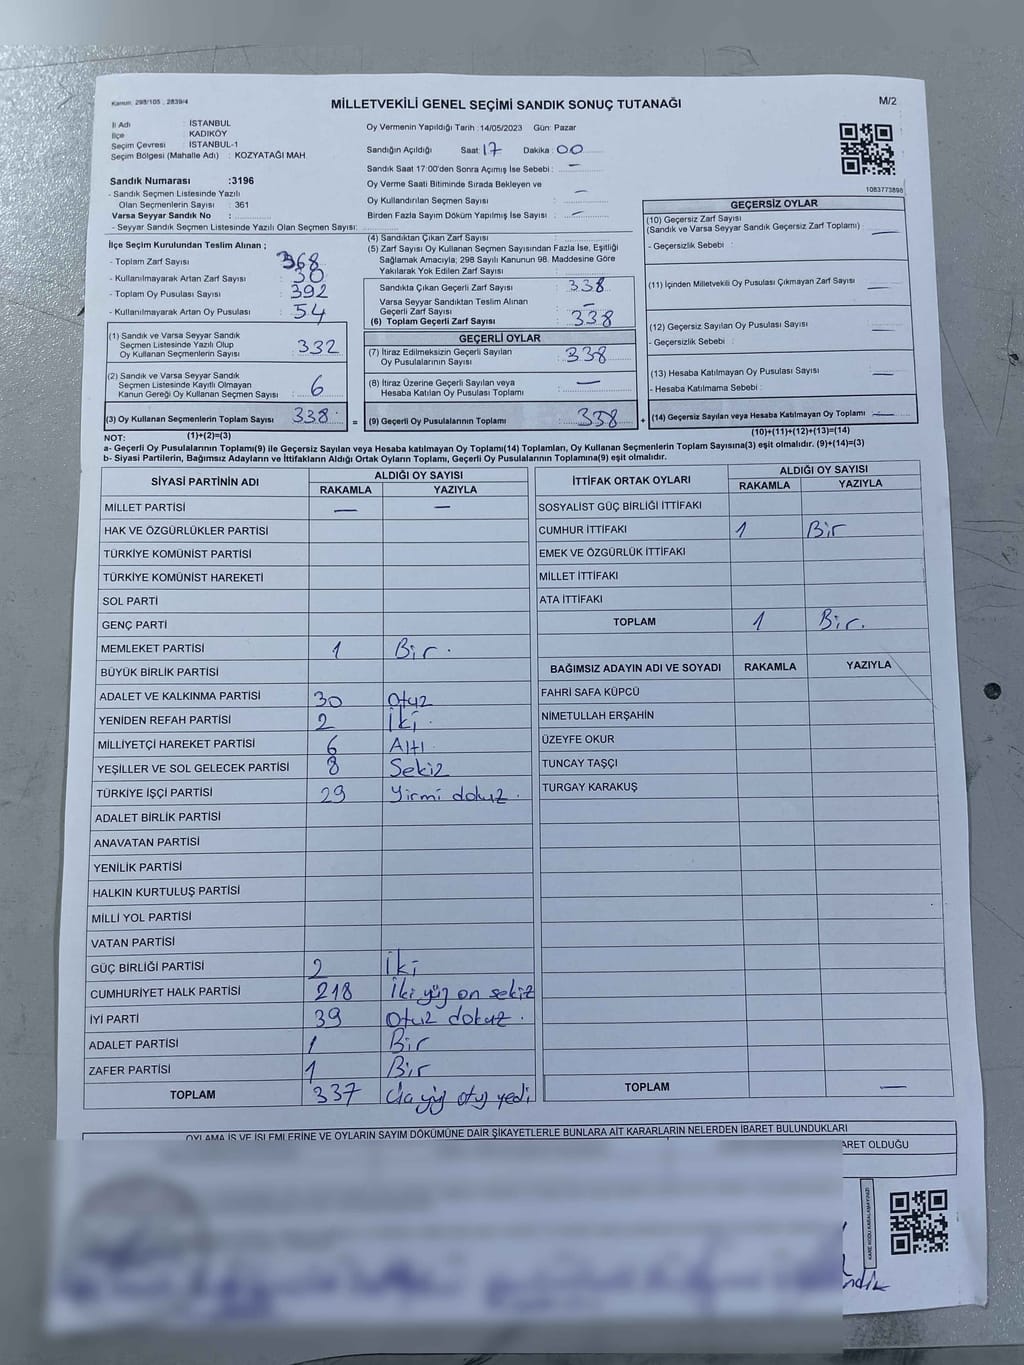 Kanun: 298/105 , 2839/4
MİLLETVEKİLİ GENEL SEÇİMİ SANDIK SONUÇ TUTANAĞI
M/2
İl Adı : İSTANBUL
İlçe : KADIKÖY
Seçim Çevresi : İSTANBUL-1
Seçim Bölgesi (Mahalle Adı) : KOZYATAĞI MAH.
Oy Vermenin Yapıldığı Tarih :14/05/2023 Gün: Pazar
Sandığın Açıldığı Saat: 17 Dakika : 00
Sandık Saat 17:00'den Sonra Açımış İse Sebebi : —
Oy Verme Saati Bitiminde Sırada Bekleyen ve
Oy Kullandırılan Seçmen Sayısı : —
Birden Fazla Sayım Döküm Yapılmış İse Sayısı : —
1083773898
Sandık Numarası :3196
- Sandık Seçmen Listesinde Yazılı
Olan Seçmenlerin Sayısı : 361
Varsa Seyyar Sandık No :
- Seyyar Sandık Seçmen Listesinde Yazılı Olan Seçmen Sayısı:
İlçe Seçim Kurulundan Teslim Alınan ;
- Toplam Zarf Sayısı : 368
- Kullanılmayarak Artan Zarf Sayısı : 30
- Toplam Oy Pusulası Sayısı : 392
- Kullanılmayarak Artan Oy Pusulası : 54
(1) Sandık ve Varsa Seyyar Sandık
Seçmen Listesinde Yazılı Olup
Oy Kullanan Seçmenlerin Sayısı : 332
(2) Sandık ve Varsa Seyyar Sandık
Seçmen Listesinde Kayıtlı Olmayan
Kanun Gereği Oy Kullanan Seçmen Sayısı : 6
(3) Oy Kullanan Seçmenlerin Toplam Sayısı : 338
(1)+(2)=(3)
(4) Sandıktan Çıkan Zarf Sayısı :
(5) Zarf Sayısı Oy Kullanan Seçmen Sayısından Fazla İse, Eşitliği
Sağlamak Amacıyla; 298 Sayılı Kanunun 98. Maddesine Göre
Yakılarak Yok Edilen Zarf Sayısı :
Sandıkta Çıkan Geçerli Zarf Sayısı : 338
Varsa Seyyar Sandıktan Teslim Alınan
Geçerli Zarf Sayısı : —
(6) Toplam Geçerli Zarf Sayısı : 338
GEÇERLİ OYLAR
(7) İtiraz Edilmeksizin Geçerli Sayılan
Oy Pusulalarının Sayısı : 338
(8) İtiraz Üzerine Geçerli Sayılan veya
Hesaba Katılan Oy Pusulası Toplamı : —
= (9) Geçerli Oy Pusulalarının Toplamı : 338
GEÇERSİZ OYLAR
(10) Geçersiz Zarf Sayısı
(Sandık ve Varsa Seyyar Sandık Geçersiz Zarf Toplamı) : —
- Geçersizlik Sebebi :
(11) İçinden Milletvekili Oy Pusulası Çıkmayan Zarf Sayısı : —
(12) Geçersiz Sayılan Oy Pusulası Sayısı : —
- Geçersizlik Sebebi :
(13) Hesaba Katılmayan Oy Pusulası Sayısı : —
- Hesaba Katılmama Sebebi :
+ (14) Geçersiz Sayılan veya Hesaba Katılmayan Oy Toplamı : —
(10)+(11)+(12)+(13)=(14)
NOT:
a- Geçerli Oy Pusulalarının Toplamı(9) ile Geçersiz Sayılan veya Hesaba katılmayan Oy Toplamı(14) Toplamları, Oy Kullanan Seçmenlerin Toplam Sayısına(3) eşit olmalıdır. (9)+(14)=(3)
b- Siyasi Partilerin, Bağımsız Adayların ve İttifakların Aldığı Ortak Oyların Toplamı, Geçerli Oy Pusulalarının Toplamına(9) eşit olmalıdır.
SİYASİ PARTİNİN ADI ALDIĞI OY SAYISI
RAKAMLA YAZIYLA
MİLLET PARTİSİ — —
HAK VE ÖZGÜRLÜKLER PARTİSİ
TÜRKİYE KOMÜNİST PARTİSİ
TÜRKİYE KOMÜNİST HAREKETİ
SOL PARTİ
GENÇ PARTİ
MEMLEKET PARTİSİ 1 Bir.
BÜYÜK BİRLİK PARTİSİ
ADALET VE KALKINMA PARTİSİ 30 Otuz
YENİDEN REFAH PARTİSİ 2 İki.
MİLLİYETÇİ HAREKET PARTİSİ 6 Altı.
YEŞİLLER VE SOL GELECEK PARTİSİ 8 Sekiz
TÜRKİYE İŞÇİ PARTİSİ 29 Yirmi dokuz.
ADALET BİRLİK PARTİSİ
ANAVATAN PARTİSİ
YENİLİK PARTİSİ
HALKIN KURTULUŞ PARTİSİ
MİLLİ YOL PARTİSİ
VATAN PARTİSİ
GÜÇ BİRLİĞİ PARTİSİ 2 İki
CUMHURİYET HALK PARTİSİ 218 İki yüz on sekiz
İYİ PARTİ 39 Otuz dokuz.
ADALET PARTİSİ 1 Bir
ZAFER PARTİSİ 1 Bir
TOPLAM 337 yüz otuz yedi
İTTİFAK ORTAK OYLARI ALDIĞI OY SAYISI
RAKAMLA YAZIYLA
SOSYALİST GÜÇ BİRLİĞİ İTTİFAKI
CUMHUR İTTİFAKI 1 Bir
EMEK VE ÖZGÜRLÜK İTTİFAKI
MİLLET İTTİFAKI
ATA İTTİFAKI
TOPLAM 1 Bir.
BAĞIMSIZ ADAYIN ADI VE SOYADI RAKAMLA YAZIYLA
FAHRİ SAFA KÜPCÜ
NİMETULLAH ERŞAHİN
ÜZEYFE OKUR
TUNCAY TAŞÇI
TURGAY KARAKUŞ
TOPLAM —
OYLAMA İŞ VE İŞLEMLERİNE VE OYLARIN SAYIM DÖKÜMÜNE DAİR ŞİKAYETLERLE BUNLARA AİT KARARLARIN NELERDEN İBARET BULUNDUKLARI
ARET OLDUĞU